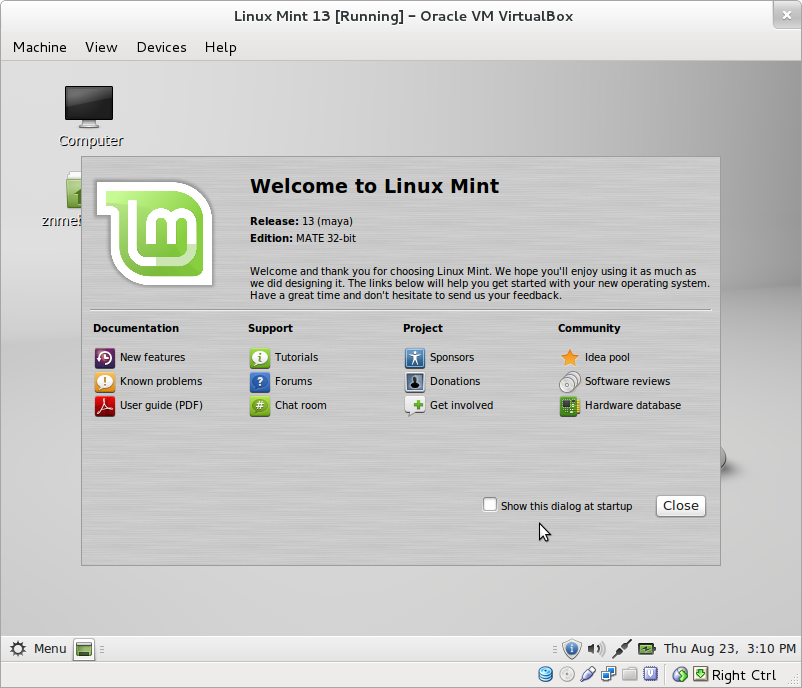 Linux Mint 13 [Running] – Oracle VM VirtualBox
Machine View Devices Help
Computer
Welcome to Linux Mint
lm
Release: 13 (maya)
Edition: MATE 32-bit
Welcome and thank you for choosing Linux Mint. We hope you'll enjoy using it as much as
we did designing it. The links below will help you get started with your new operating system.
Have a great time and don't hesitate to send us your feedback.
Documentation Support Project Community
New features Tutorials Sponsors Idea pool
Known problems Forums Donations Software reviews
User guide (PDF) Chat room Get involved Hardware database
Show this dialog at startup Close
Menu Thu Aug 23, 3:10 PM
Right Ctrl